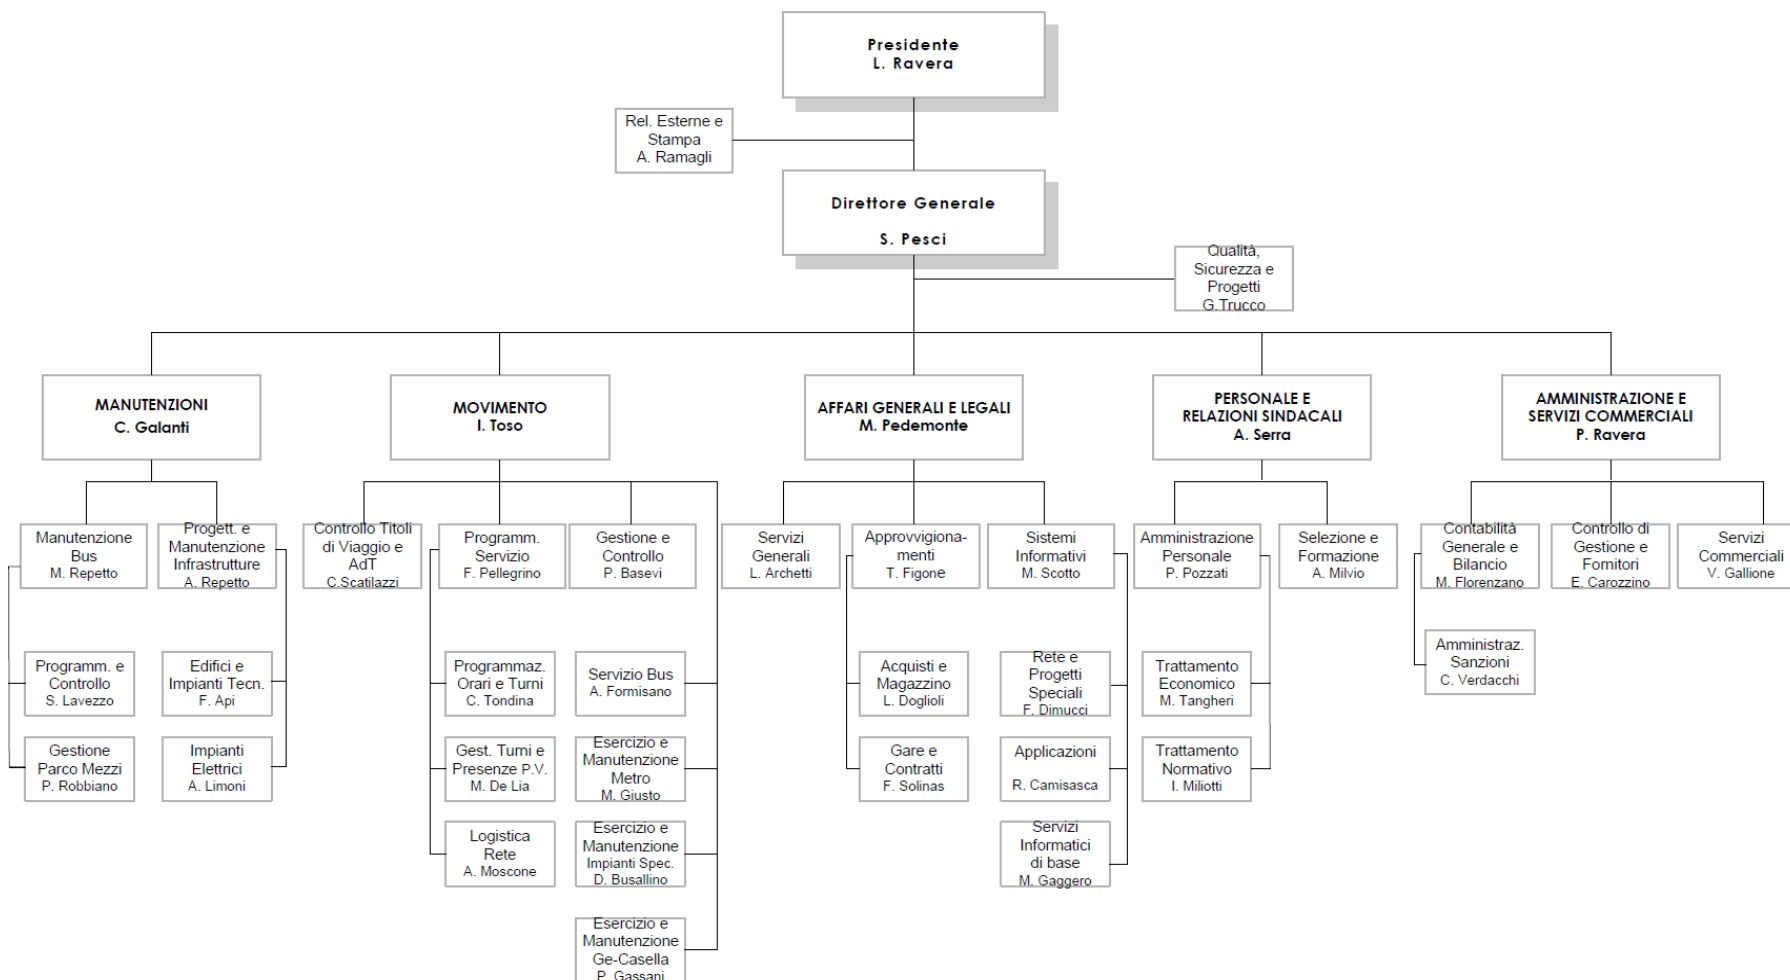 Presidente
L. Ravera
Rel. Esterne e
Stampa
A. Ramagli
Direttore Generale
S. Pesci
Qualità,
Sicurezza e
Progetti
G.Trucco
MANUTENZIONI
C. Galanti
MOVIMENTO
I. Toso
AFFARI GENERALI E LEGALI
M. Pedemonte
PERSONALE E
RELAZIONI SINDACALI
A. Serra
AMMINISTRAZIONE E
SERVIZI COMMERCIALI
P. Ravera
Manutenzione
Bus
M. Repetto
Progett. e
Manutenzione
Infrastrutture
A. Repetto
Controllo Titoli
di Viaggio e
AdT
C.Scatilazzi
Programm.
Servizio
F. Pellegrino
Gestione e
Controllo
P. Basevi
Servizi
Generali
L. Archetti
Approvvigiona-
menti
T. Figone
Sistemi
Informativi
M. Scotto
Amministrazione
Personale
P. Pozzati
Selezione e
Formazione
A. Milvio
Contabilità
Generale e
Bilancio
M. Florenzano
Controllo di
Gestione e
Fornitori
E. Carozzino
Servizi
Commerciali
V. Gallione
Programm. e
Controllo
S. Lavezzo
Edifici e
Impianti Tecn.
F. Api
Programmaz.
Orari e Turni
C. Tondina
Servizio Bus
A. Formisano
Acquisti e
Magazzino
L. Doglioli
Rete e
Progetti
Speciali
F. Dimucci
Trattamento
Economico
M. Tangheri
Amministraz.
Sanzioni
C. Verdacchi
Gestione
Parco Mezzi
P. Robbiano
Impianti
Elettrici
A. Limoni
Gest. Turni e
Presenze P.V.
M. De Lia
Esercizio e
Manutenzione
Metro
M. Giusto
Gare e
Contratti
F. Solinas
Applicazioni
R. Camisasca
Trattamento
Normativo
I. Miliotti
Logistica
Rete
A. Moscone
Esercizio e
Manutenzione
Impianti Spec.
D. Busallino
Servizi
Informatici
di base
M. Gaggero
Esercizio e
Manutenzione
Ge-Casella
P. Gassani